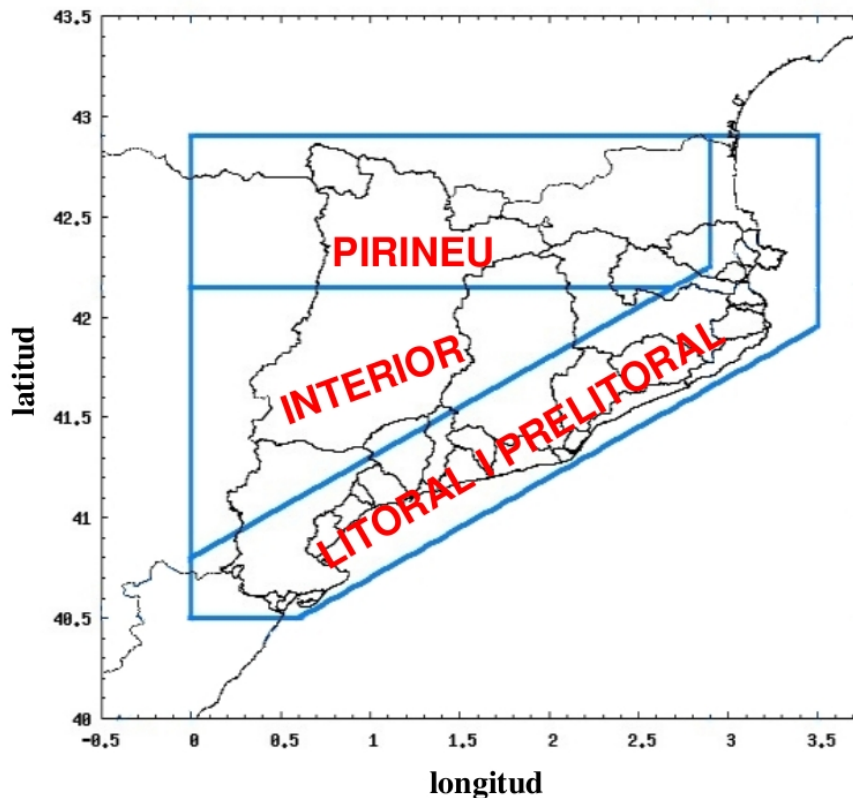 43.5
43
42.5
42
41.5
41
40.5
40
-0.5 0 0.5 1 1.5 2 2.5 3 3.5
latitud
longitud
PIRINEU
INTERIOR
LITORAL I PRELITORAL